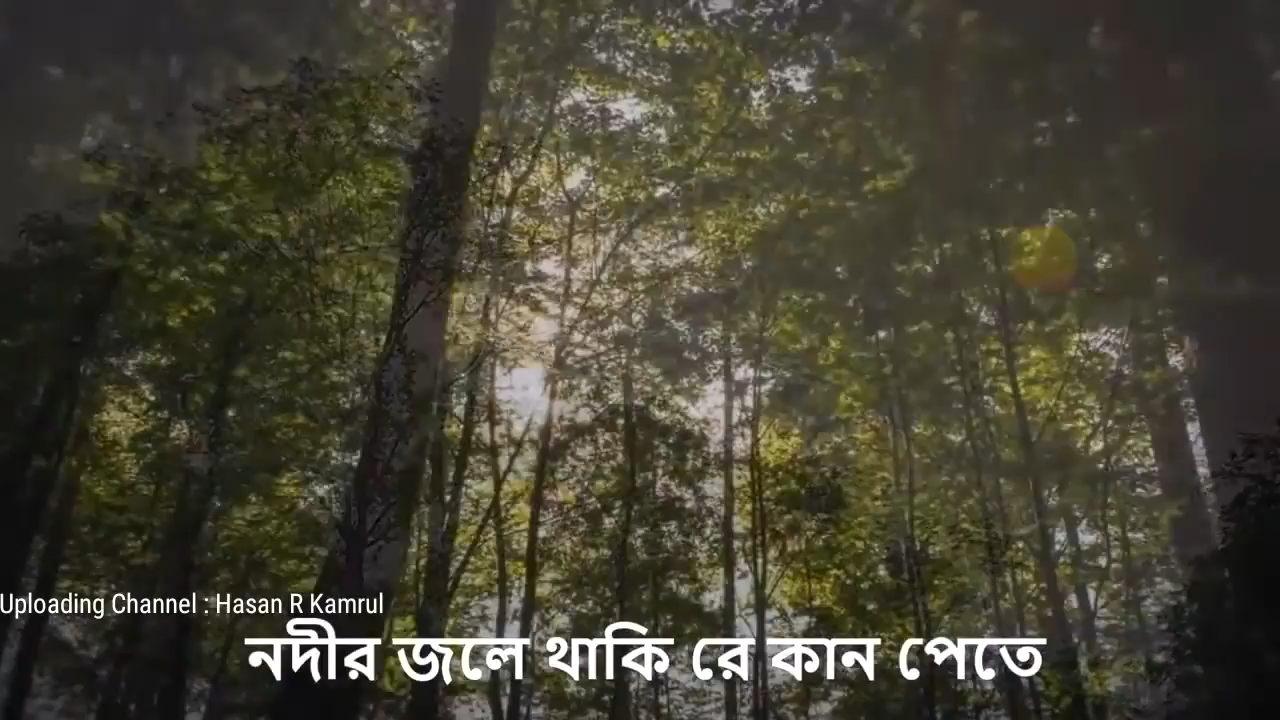 Uploading Channel : Hasan R Kamrul
নদীর জলে থাকি রে কান পেতে